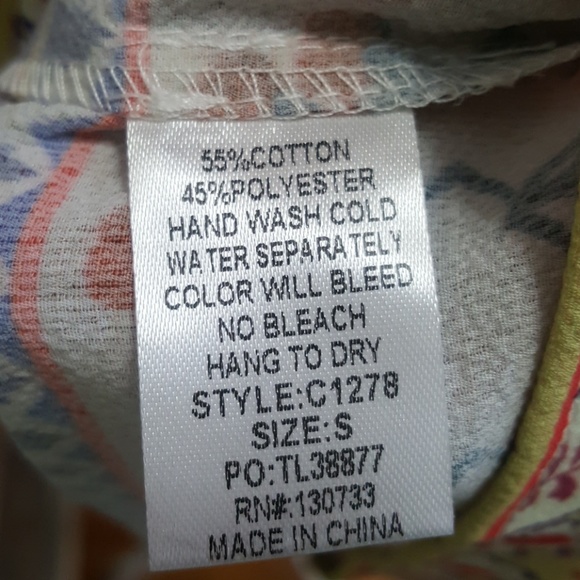 55%COTTON
45%POLYESTER
HAND WASH COLD
WATER SEPARATELY
COLOR WILL BLEED
NO BLEACH
HANG TO DRY
STYLE:C1278
SIZE:S
PO:TL38877
RN#:130733
MADE IN CHINA